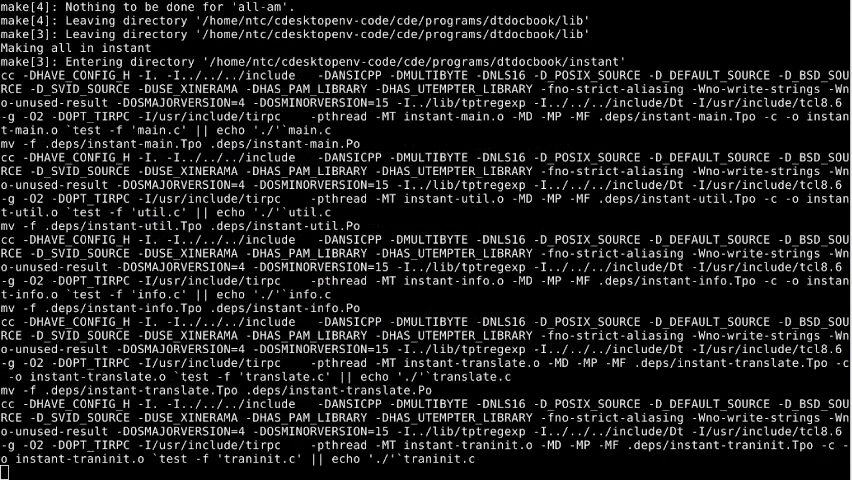 make[4]: Nothing to be done for 'all-am'.
make[4]: Leaving directory '/home/ntc/cdesktopenv-code/cde/programs/dtdocbook/lib'
make[3]: Leaving directory '/home/ntc/cdesktopenv-code/cde/programs/dtdocbook/lib'
Making all in instant
make[3]: Entering directory '/home/ntc/cdesktopenv-code/cde/programs/dtdocbook/instant'
cc -DHAVE_CONFIG_H -I. -I../../../include   -DANSICPP -DMULTIBYTE -DNLS16 -D_POSIX_SOURCE -D_DEFAULT_SOURCE -D_BSD_SOU
RCE -D_SVID_SOURCE -DUSE_XINERAMA -DHAS_PAM_LIBRARY -DHAS_UTEMPTER_LIBRARY -fno-strict-aliasing -Wno-write-strings -Wn
o-unused-result -DOSMAJORVERSION=4 -DOSMINORVERSION=15 -I../lib/tptregexp -I../../../include/Dt -I/usr/include/tcl8.6
-g -O2 -DOPT_TIRPC -I/usr/include/tirpc    -pthread -MT instant-main.o -MD -MP -MF .deps/instant-main.Tpo -c -o instan
t-main.o `test -f 'main.c' || echo './'`main.c
mv -f .deps/instant-main.Tpo .deps/instant-main.Po
cc -DHAVE_CONFIG_H -I. -I../../../include   -DANSICPP -DMULTIBYTE -DNLS16 -D_POSIX_SOURCE -D_DEFAULT_SOURCE -D_BSD_SOU
RCE -D_SVID_SOURCE -DUSE_XINERAMA -DHAS_PAM_LIBRARY -DHAS_UTEMPTER_LIBRARY -fno-strict-aliasing -Wno-write-strings -Wn
o-unused-result -DOSMAJORVERSION=4 -DOSMINORVERSION=15 -I../lib/tptregexp -I../../../include/Dt -I/usr/include/tcl8.6
-g -O2 -DOPT_TIRPC -I/usr/include/tirpc    -pthread -MT instant-util.o -MD -MP -MF .deps/instant-util.Tpo -c -o instan
t-util.o `test -f 'util.c' || echo './'`util.c
mv -f .deps/instant-util.Tpo .deps/instant-util.Po
cc -DHAVE_CONFIG_H -I. -I../../../include   -DANSICPP -DMULTIBYTE -DNLS16 -D_POSIX_SOURCE -D_DEFAULT_SOURCE -D_BSD_SOU
RCE -D_SVID_SOURCE -DUSE_XINERAMA -DHAS_PAM_LIBRARY -DHAS_UTEMPTER_LIBRARY -fno-strict-aliasing -Wno-write-strings -Wn
o-unused-result -DOSMAJORVERSION=4 -DOSMINORVERSION=15 -I../lib/tptregexp -I../../../include/Dt -I/usr/include/tcl8.6
-g -O2 -DOPT_TIRPC -I/usr/include/tirpc    -pthread -MT instant-info.o -MD -MP -MF .deps/instant-info.Tpo -c -o instan
t-info.o `test -f 'info.c' || echo './'`info.c
mv -f .deps/instant-info.Tpo .deps/instant-info.Po
cc -DHAVE_CONFIG_H -I. -I../../../include   -DANSICPP -DMULTIBYTE -DNLS16 -D_POSIX_SOURCE -D_DEFAULT_SOURCE -D_BSD_SOU
RCE -D_SVID_SOURCE -DUSE_XINERAMA -DHAS_PAM_LIBRARY -DHAS_UTEMPTER_LIBRARY -fno-strict-aliasing -Wno-write-strings -Wn
o-unused-result -DOSMAJORVERSION=4 -DOSMINORVERSION=15 -I../lib/tptregexp -I../../../include/Dt -I/usr/include/tcl8.6
-g -O2 -DOPT_TIRPC -I/usr/include/tirpc    -pthread -MT instant-translate.o -MD -MP -MF .deps/instant-translate.Tpo -c
 -o instant-translate.o `test -f 'translate.c' || echo './'`translate.c
mv -f .deps/instant-translate.Tpo .deps/instant-translate.Po
cc -DHAVE_CONFIG_H -I. -I../../../include   -DANSICPP -DMULTIBYTE -DNLS16 -D_POSIX_SOURCE -D_DEFAULT_SOURCE -D_BSD_SOU
RCE -D_SVID_SOURCE -DUSE_XINERAMA -DHAS_PAM_LIBRARY -DHAS_UTEMPTER_LIBRARY -fno-strict-aliasing -Wno-write-strings -Wn
o-unused-result -DOSMAJORVERSION=4 -DOSMINORVERSION=15 -I../lib/tptregexp -I../../../include/Dt -I/usr/include/tcl8.6
-g -O2 -DOPT_TIRPC -I/usr/include/tirpc    -pthread -MT instant-traninit.o -MD -MP -MF .deps/instant-traninit.Tpo -c -
o instant-traninit.o `test -f 'traninit.c' || echo './'`traninit.c